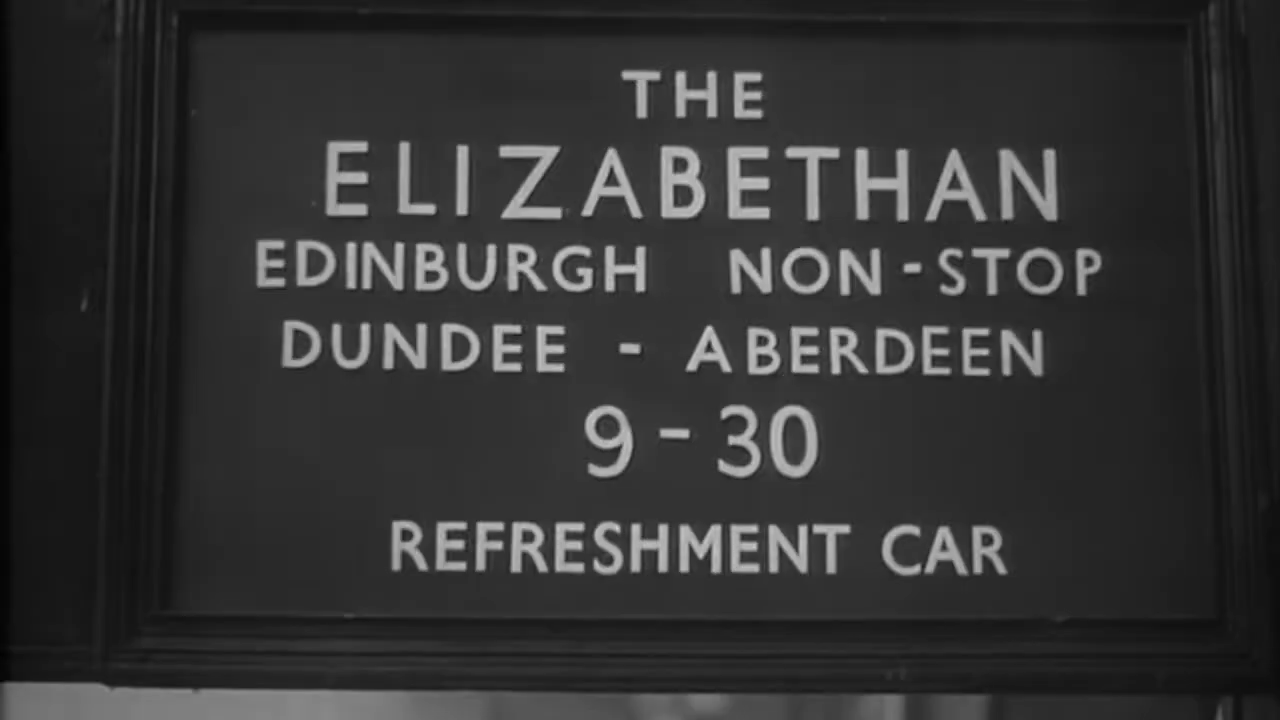 THE
ELIZABETHAN
EDINBURGH NON-STOP
DUNDEE - ABERDEEN
9-30
REFRESHMENT CAR